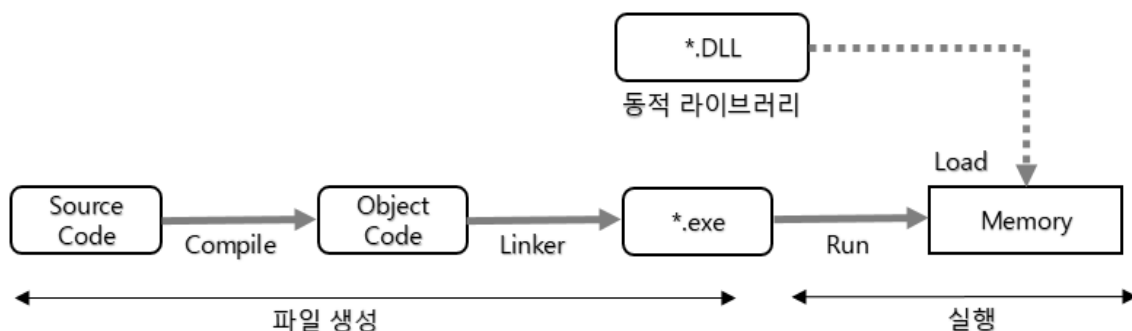 *.DLL
동적 라이브러리
Load
Source
Code
Compile
Object
Code
Linker
*.exe
Run
Memory
파일 생성
실행